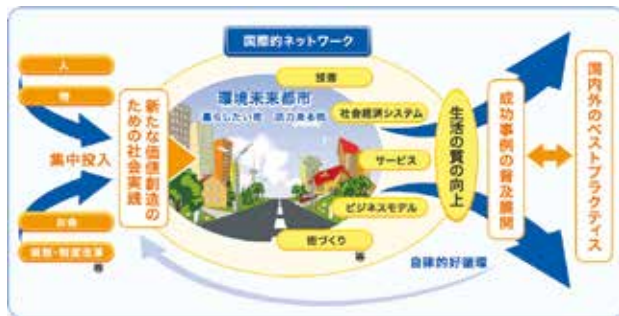 国際的ネットワーク
人
物
集中投入
お金
規制・制度改革
等
新たな価値創造の
ための社会実践
環境未来都市
暮らしたい街 活力ある街
技術
社会経済システム
サービス
ビジネスモデル
街づくり
等
生活の質の向上
成功事例の普及展開
国内外のベストプラクティス
自律的好循環